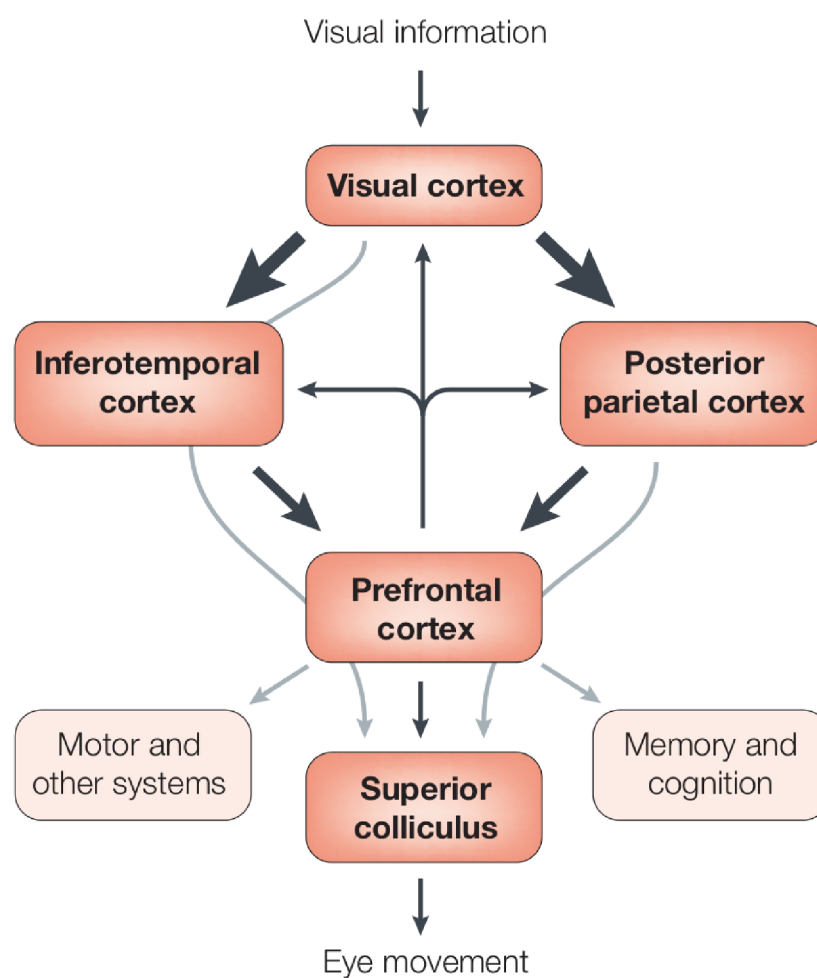 Visual information
Visual cortex
Inferotemporal
cortex
Posterior
parietal cortex
Prefrontal
cortex
Motor and
other systems
Memory and
cognition
Superior
colliculus
Eye movement